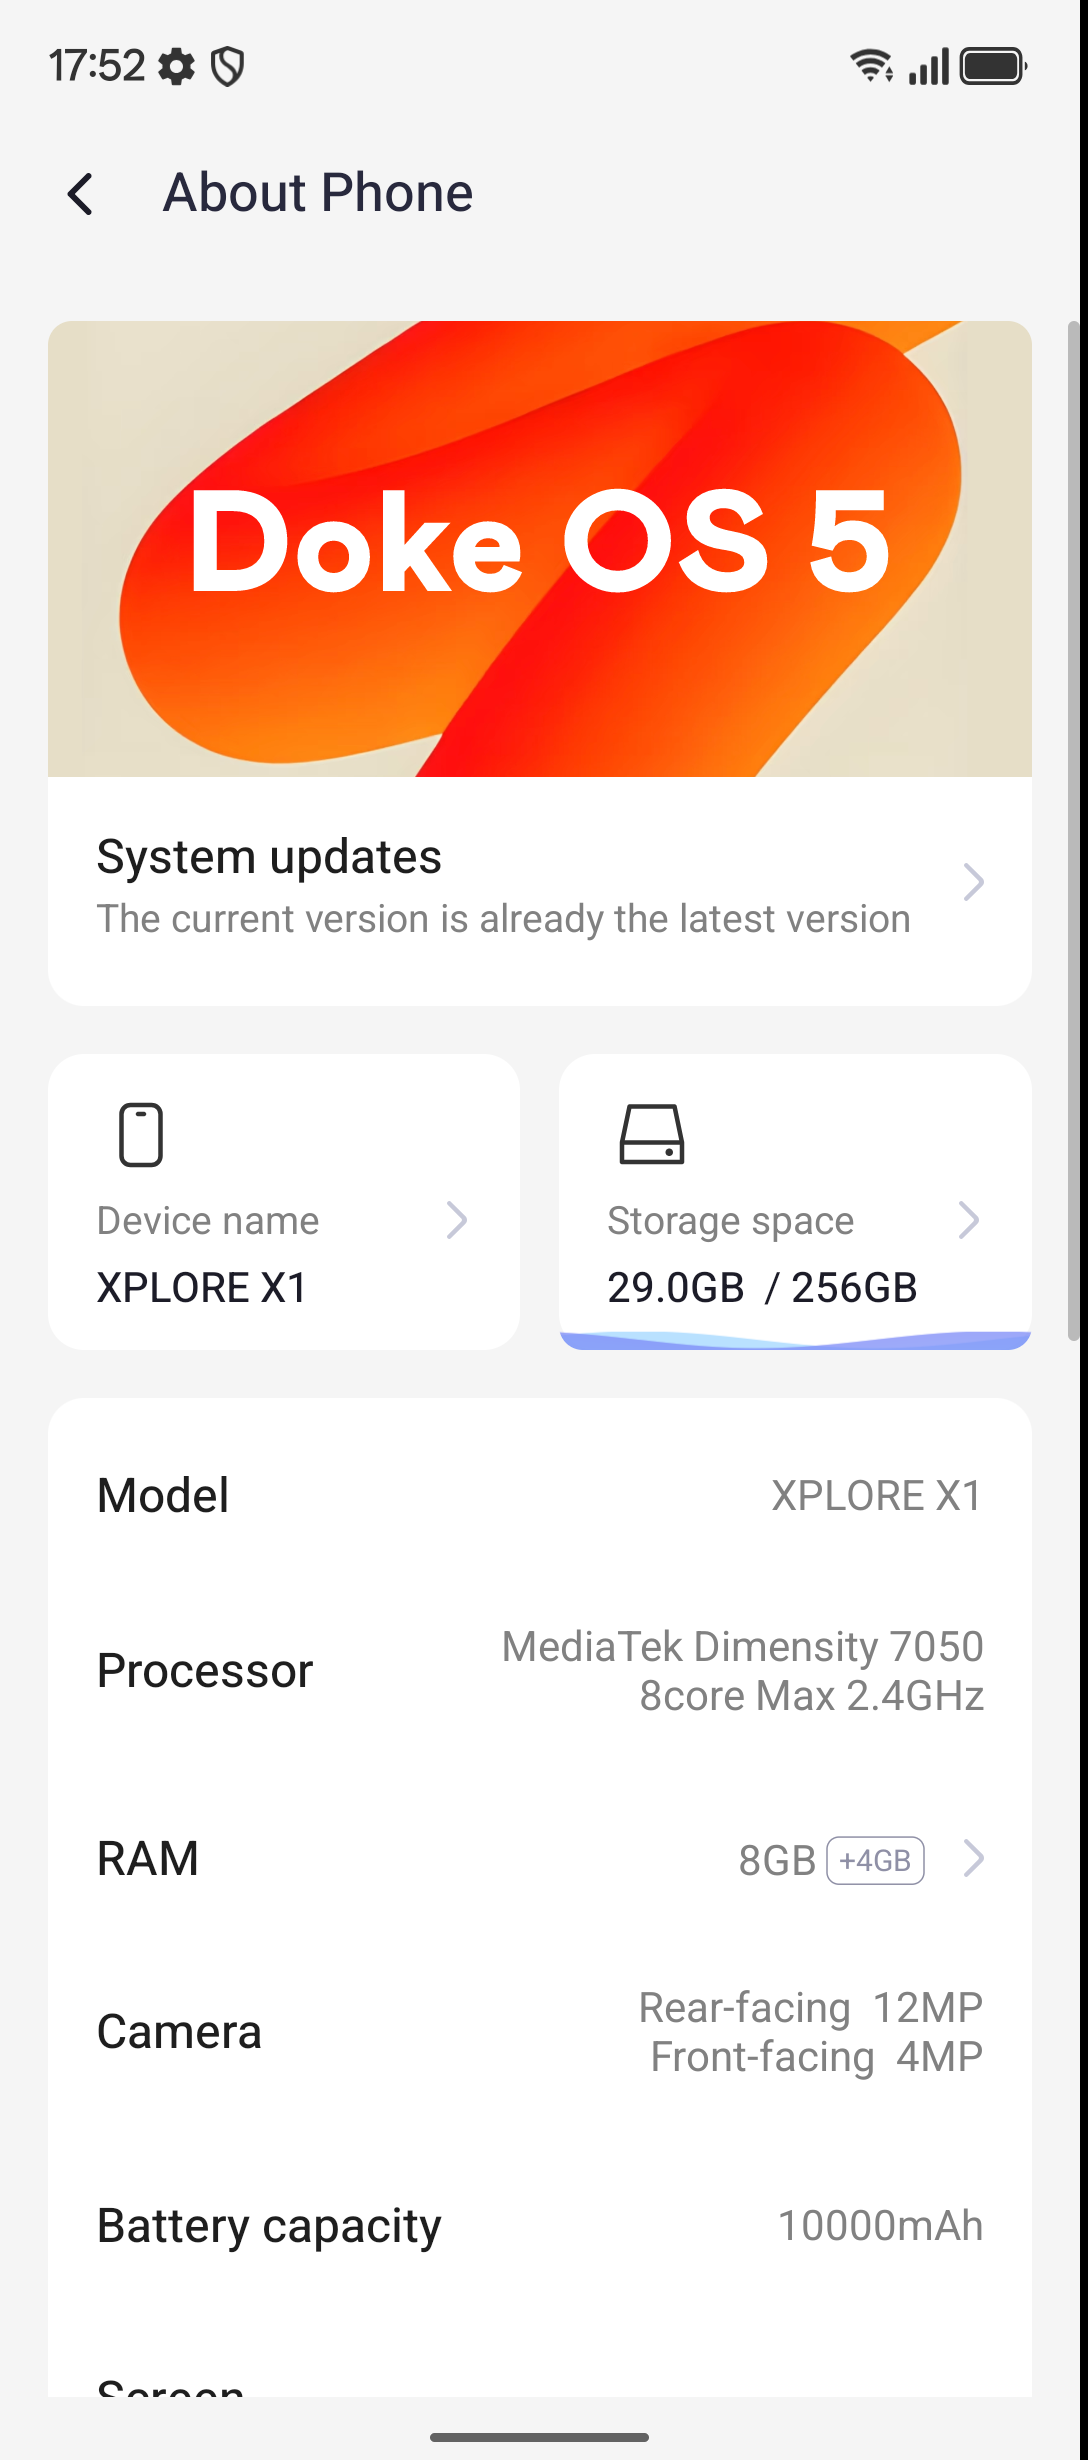 17:52
About Phone
Doke OS 5
System updates
The current version is already the latest version
Device name
XPLORE X1
Storage space
29.0GB / 256GB
Model
XPLORE X1
Processor
MediaTek Dimensity 7050
8core Max 2.4GHz
RAM
8GB +4GB
Camera
Rear-facing 12MP
Front-facing 4MP
Battery capacity
10000mAh
Screen